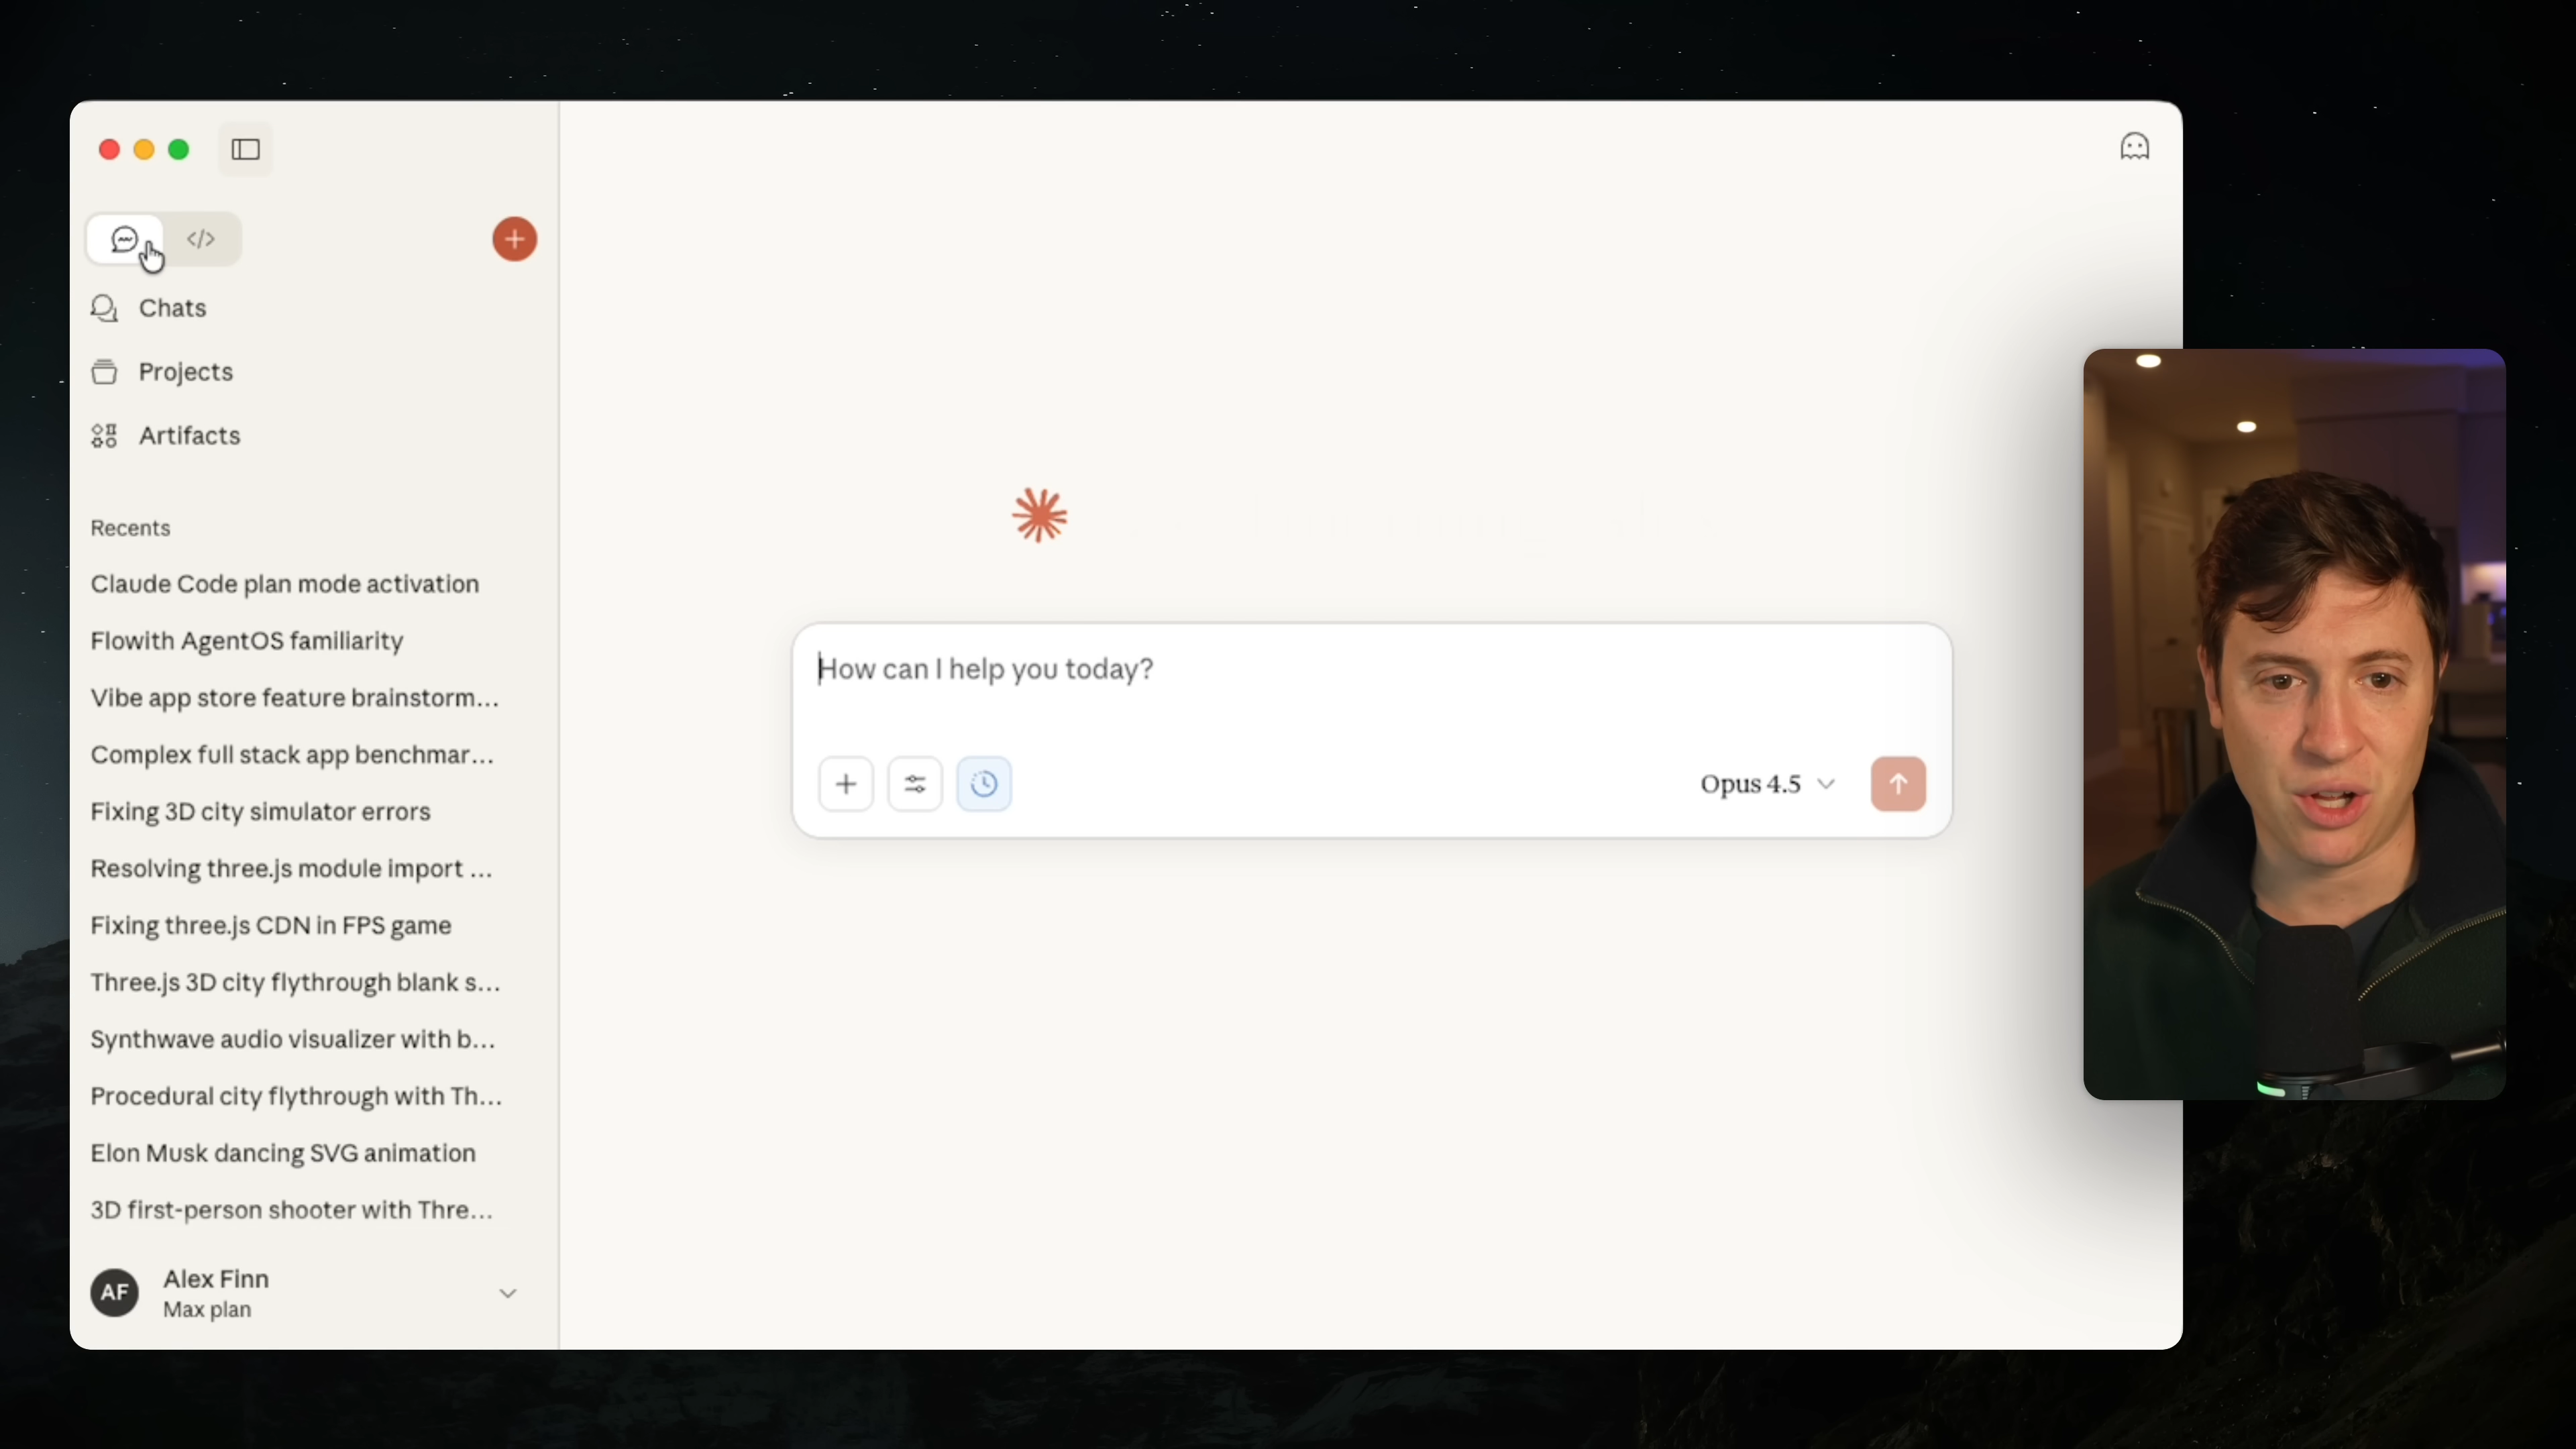 Chats
Projects
Artifacts
Recents
Claude Code plan mode activation
Flowith AgentOS familiarity
Vibe app store feature brainstorm...
Complex full stack app benchmar...
Fixing 3D city simulator errors
Resolving three.js module import ...
Fixing three.js CDN in FPS game
Three.js 3D city flythrough blank s...
Synthwave audio visualizer with b...
Procedural city flythrough with Th...
Elon Musk dancing SVG animation
3D first-person shooter with Thre...
AF
Alex Finn
Max plan
How can I help you today?
Opus 4.5